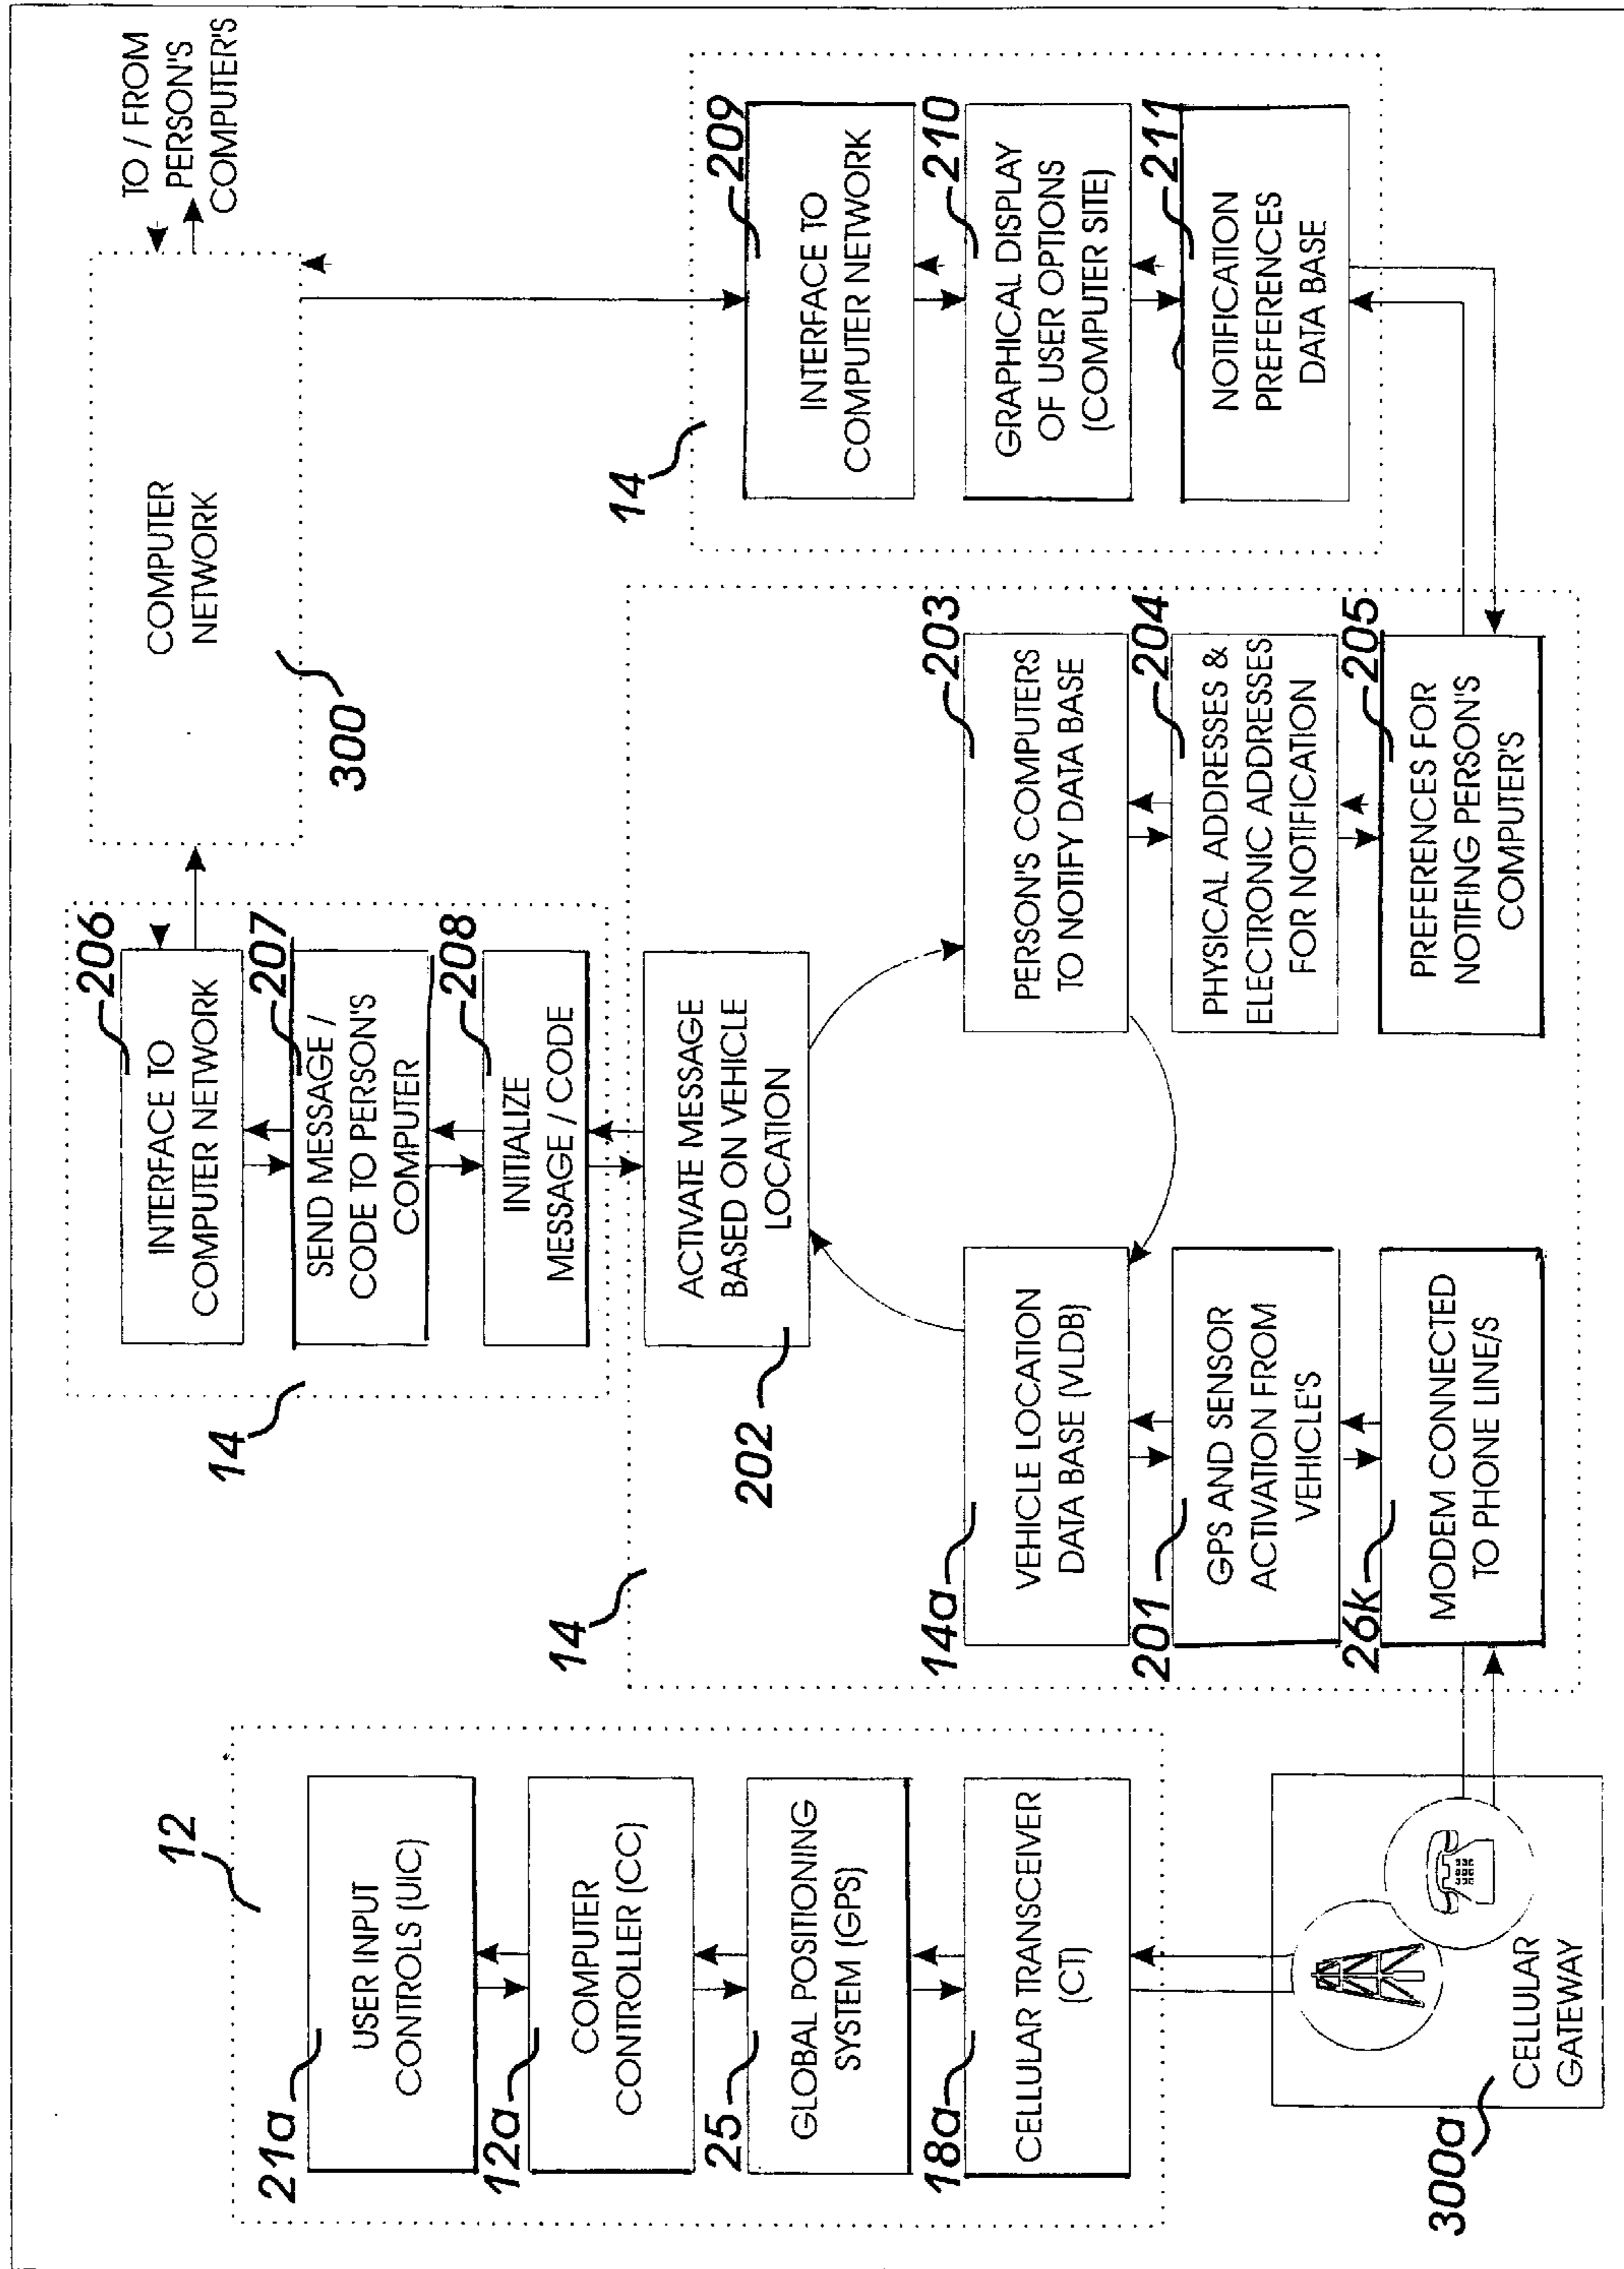 TO / FROM
PERSON'S
COMPUTER'S
COMPUTER
NETWORK
300
206
INTERFACE TO
COMPUTER NETWORK
207
SEND MESSAGE /
CODE TO PERSON'S
COMPUTER
208
INITIALIZE
MESSAGE / CODE
14
12
21a
USER INPUT
CONTROLS (UIC)
12a
COMPUTER
CONTROLLER (CC)
25
GLOBAL POSITIONING
SYSTEM (GPS)
18a
CELLULAR TRANSCEIVER
(CT)
300a
CELLULAR
GATEWAY
14
ACTIVATE MESSAGE
BASED ON VEHICLE
LOCATION
202
14a
VEHICLE LOCATION
DATA BASE (VLDB)
201
GPS AND SENSOR
ACTIVATION FROM
VEHICLE'S
26k
MODEM CONNECTED
TO PHONE LINE/S
203
PERSON'S COMPUTERS
TO NOTIFY DATA BASE
204
PHYSICAL ADDRESSES &
ELECTRONIC ADDRESSES
FOR NOTIFICATION
205
PREFERENCES FOR
NOTIFING PERSON'S
COMPUTER'S
14
209
INTERFACE TO
COMPUTER NETWORK
210
GRAPHICAL DISPLAY
OF USER OPTIONS
(COMPUTER SITE)
211
NOTIFICATION
PREFERENCES
DATA BASE